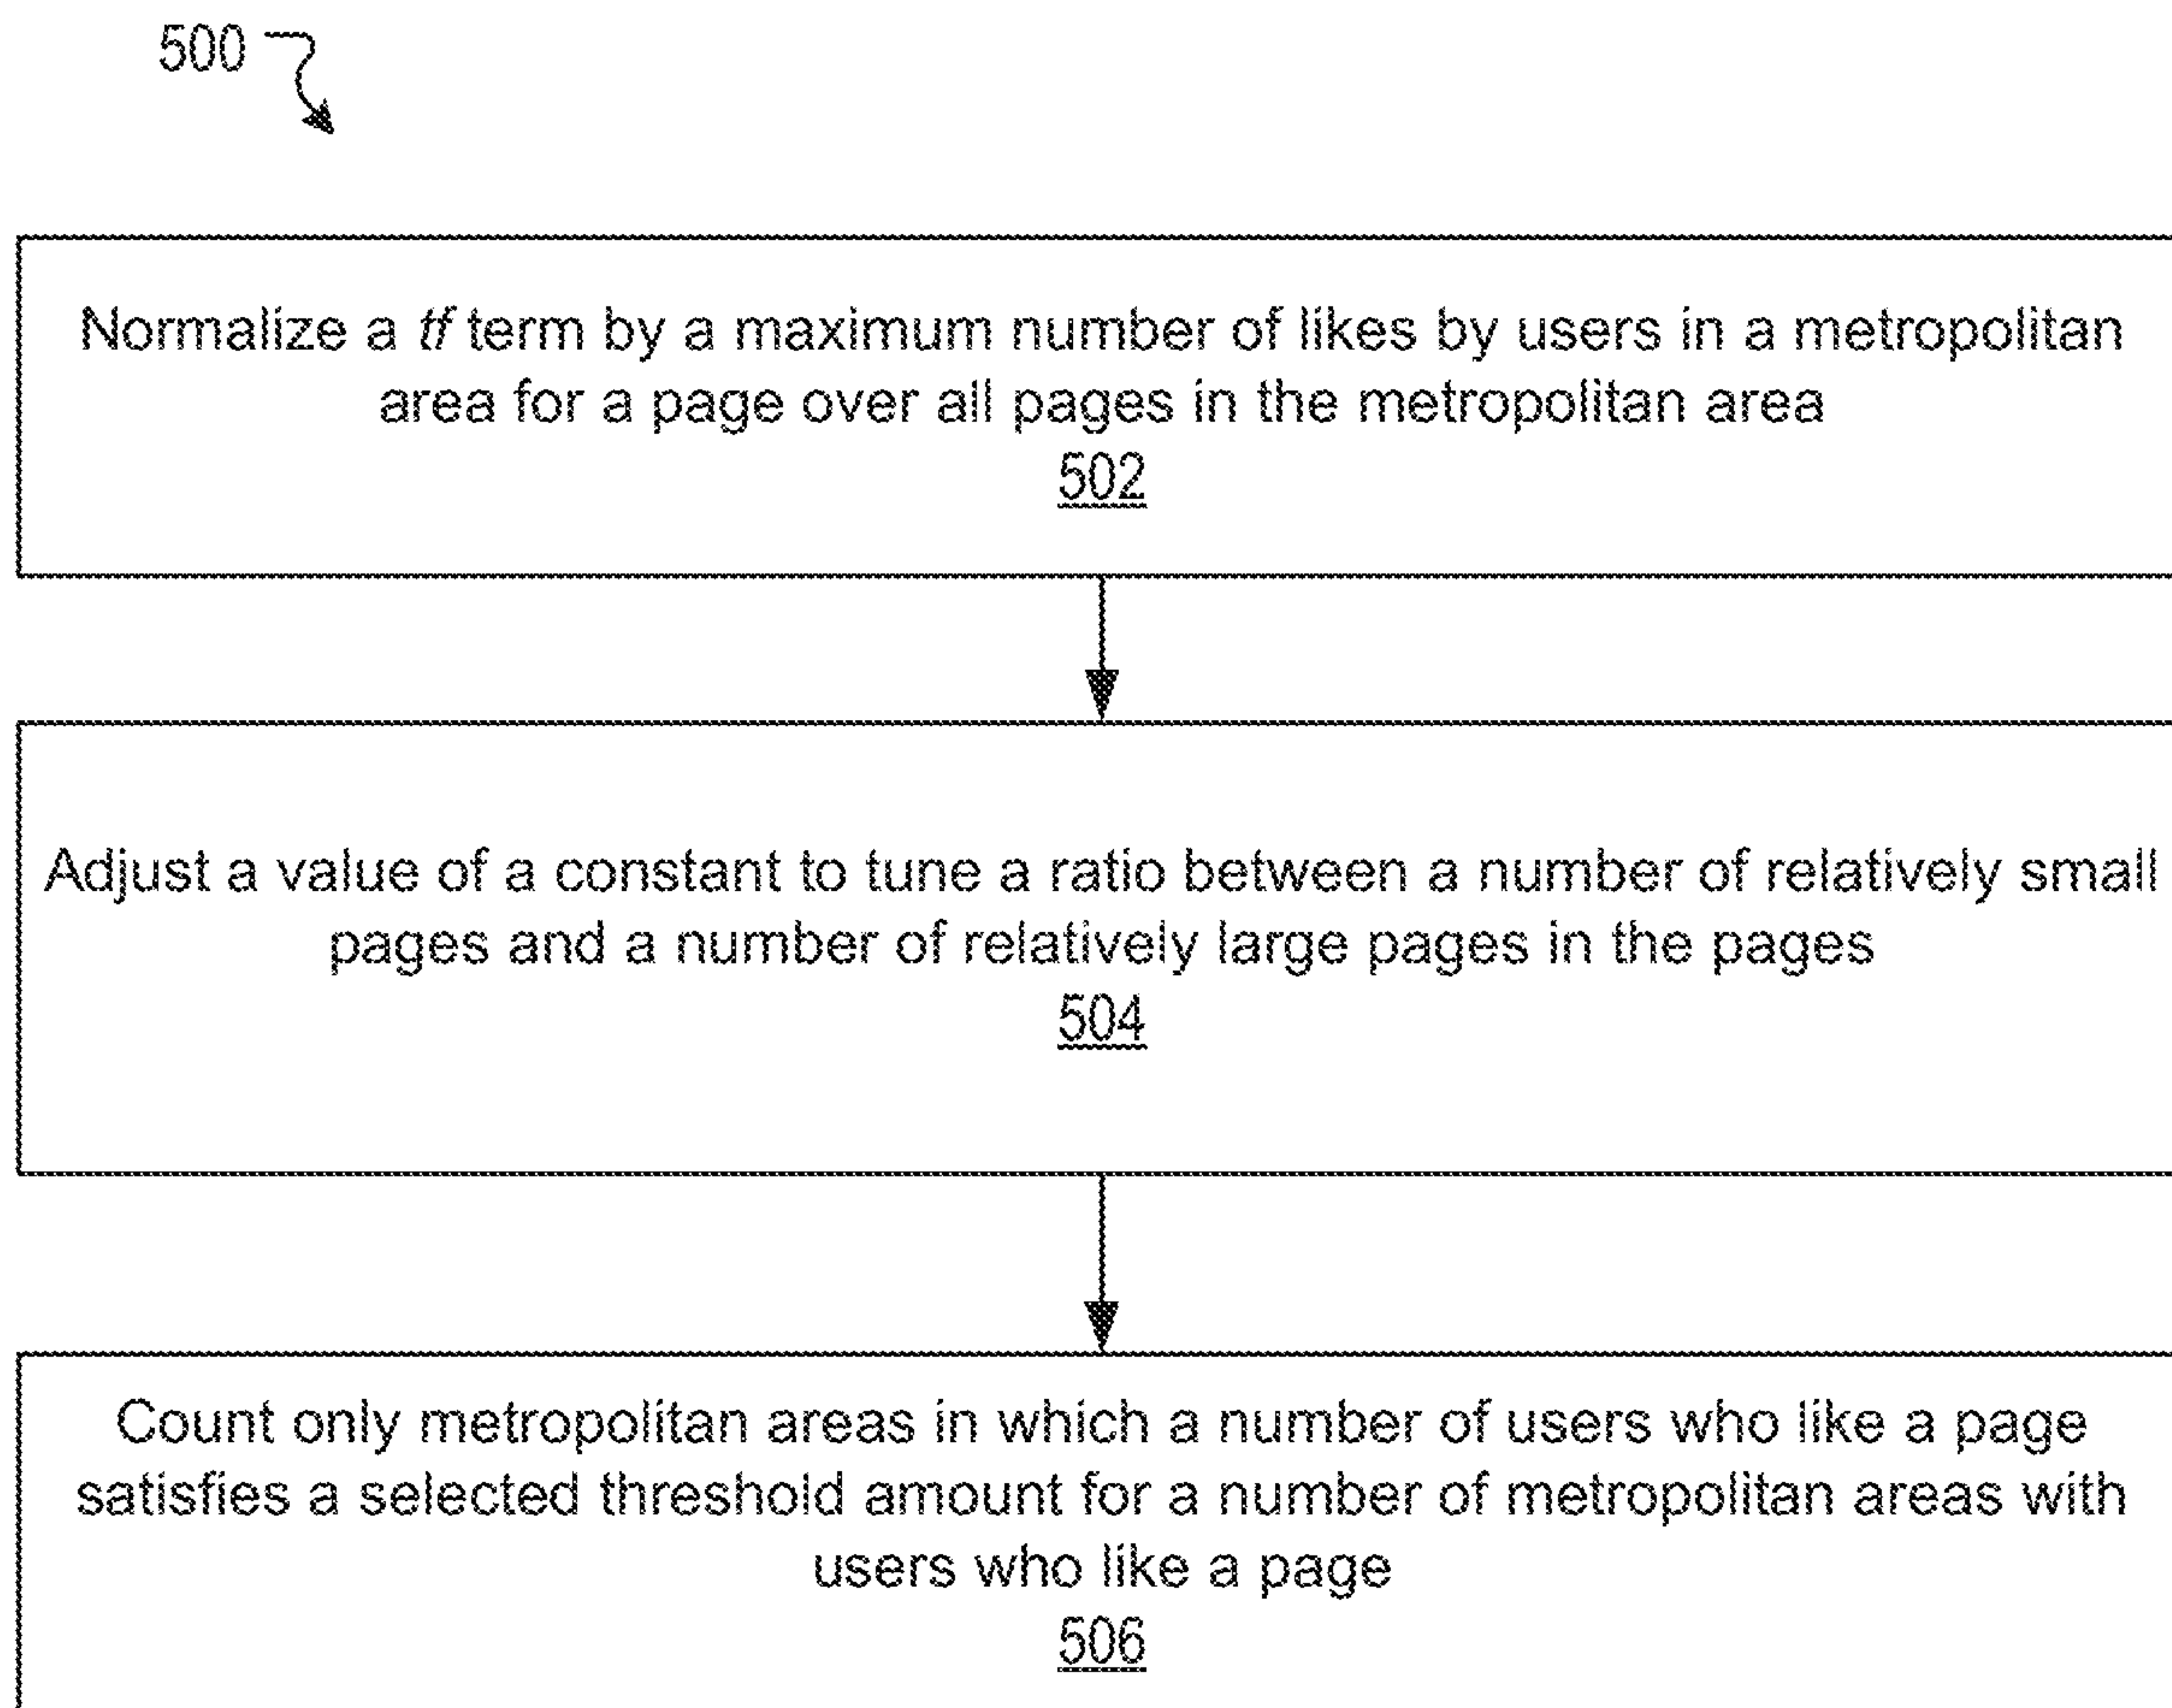 500
Normalize a tf term by a maximum number of likes by users in a metropolitan
area for a page over all pages in the metropolitan area
502
Adjust a value of a constant to tune a ratio between a number of relatively small
pages and a number of relatively large pages in the pages
504
Count only metropolitan areas in which a number of users who like a page
satisfies a selected threshold amount for a number of metropolitan areas with
users who like a page
506